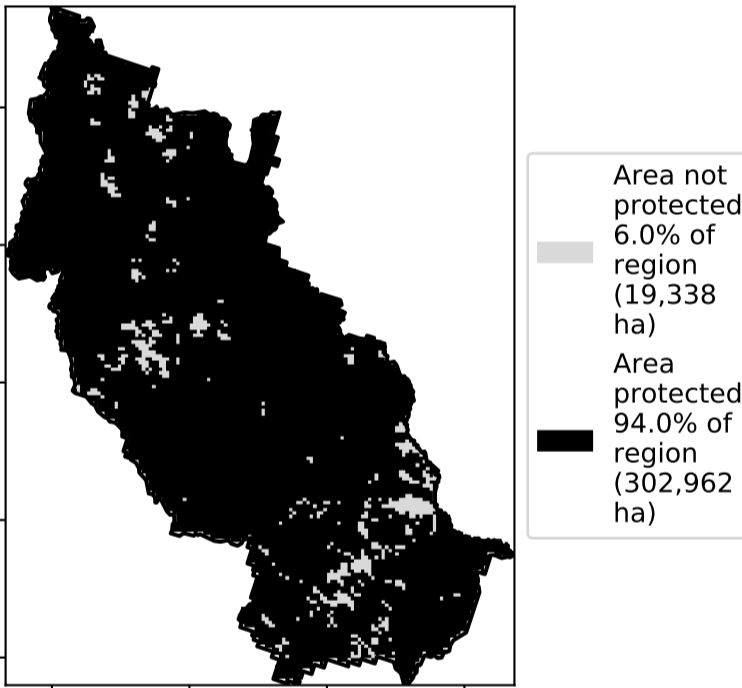 Area not
protected
6.0% of
region
(19,338
ha)
Area
protected
94.0% of
region
(302,962
ha)